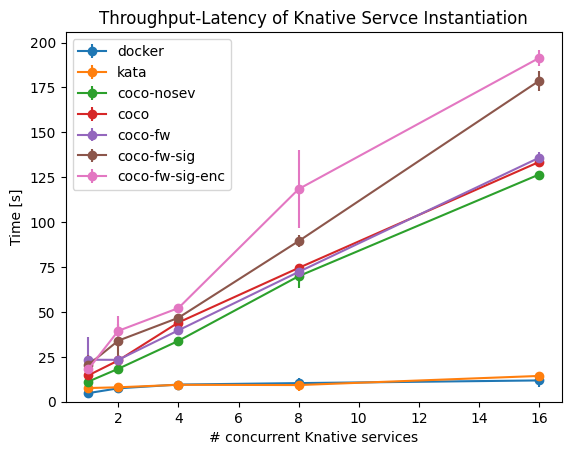 Throughput-Latency of Knative Servce Instantiation
docker
kata
coco-nosev
coco
coco-fw
coco-fw-sig
coco-fw-sig-enc
Time [s]
200
175
150
125
100
75
50
25
0
2
4
6
8
10
12
14
16
# concurrent Knative services